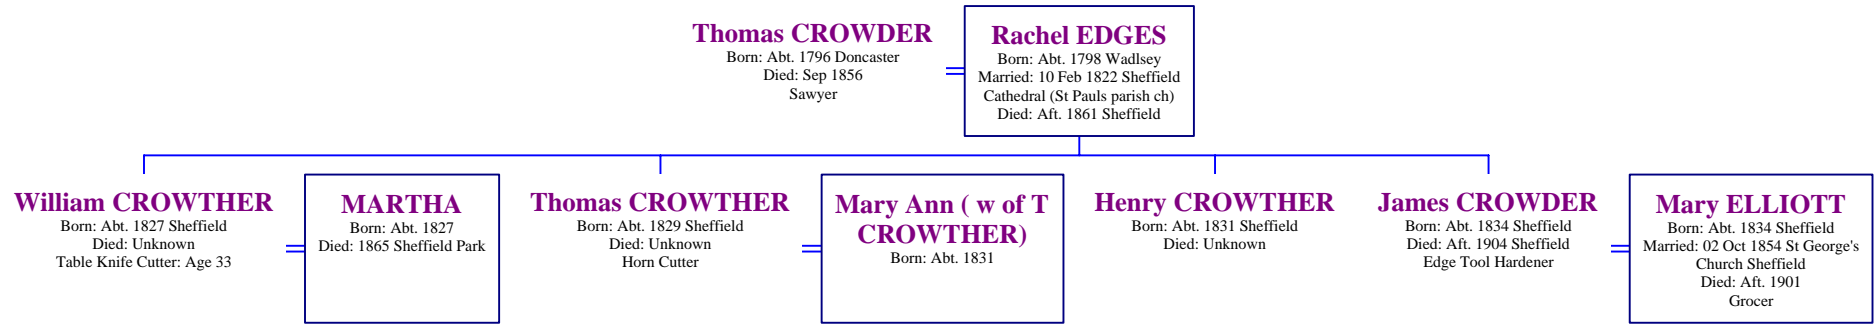 Thomas CROWDER
Born: Abt. 1796 Doncaster
Died: Sep 1856
Sawyer
Rachel EDGES
Born: Abt. 1798 Wadlsey
Married: 10 Feb 1822 Sheffield
Cathedral (St Pauls parish ch)
Died: Aft. 1861 Sheffield
William CROWTHER
Born: Abt. 1827 Sheffield
Died: Unknown
Table Knife Cutter: Age 33
MARTHA
Born: Abt. 1827
Died: 1865 Sheffield Park
Thomas CROWTHER
Born: Abt. 1829 Sheffield
Died: Unknown
Horn Cutter
Mary Ann ( w of T
CROWTHER)
Born: Abt. 1831
Henry CROWTHER
Born: Abt. 1831 Sheffield
Died: Unknown
James CROWDER
Born: Abt. 1834 Sheffield
Died: Aft. 1904 Sheffield
Edge Tool Hardener
Mary ELLIOTT
Born: Abt. 1834 Sheffield
Married: 02 Oct 1854 St George's
Church Sheffield
Died: Aft. 1901
Grocer